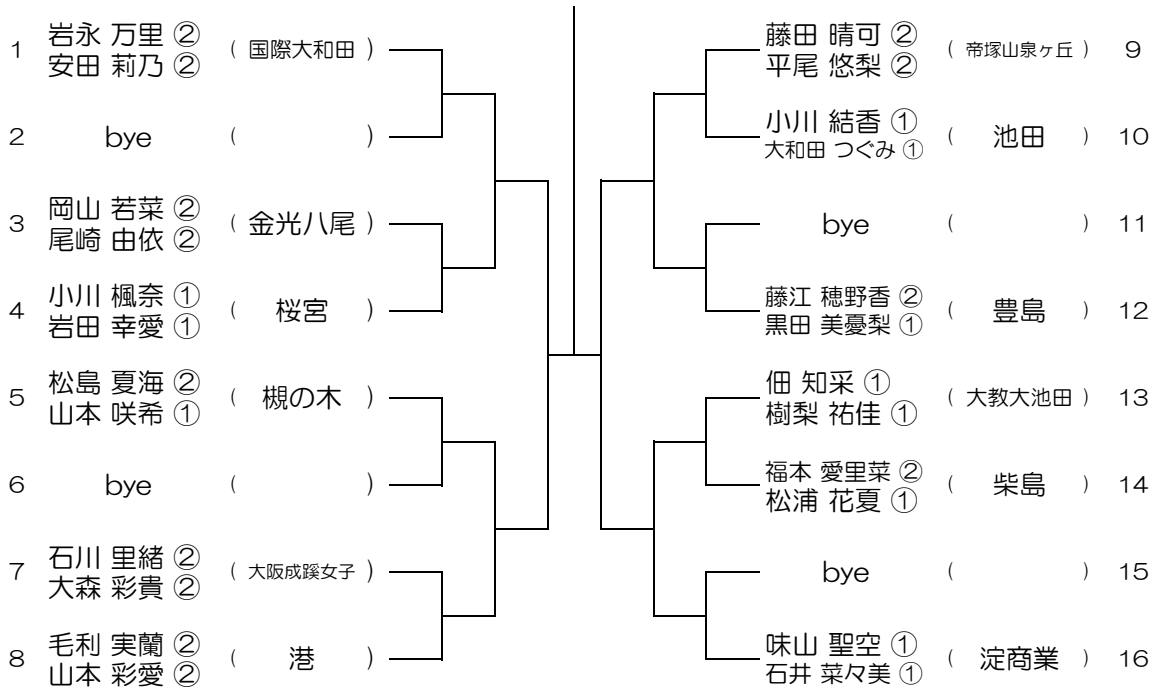 1 岩永 万里 ② ( 国際大和田 )
安田 莉乃 ②
2 bye ( )
3 岡山 若菜 ② ( 金光八尾 )
尾崎 由依 ②
4 小川 楓奈 ① ( 桜宮 )
岩田 幸愛 ①
5 松島 夏海 ② ( 槻の木 )
山本 咲希 ①
6 bye ( )
7 石川 里緒 ② ( 大阪成蹊女子 )
大森 彩貴 ②
8 毛利 実蘭 ② ( 港 )
山本 彩愛 ②
藤田 晴可 ② ( 帝塚山泉ヶ丘 ) 9
平尾 悠梨 ②
小川 結香 ① ( 池田 ) 10
大和田 つぐみ ①
bye ( ) 11
藤江 穂野香 ② ( 豊島 ) 12
黒田 美憂梨 ①
佃 知采 ① ( 大教大池田 ) 13
樹梨 祐佳 ①
福本 愛里菜 ② ( 柴島 ) 14
松浦 花夏 ①
bye ( ) 15
味山 聖空 ① ( 淀商業 ) 16
石井 菜々美 ①